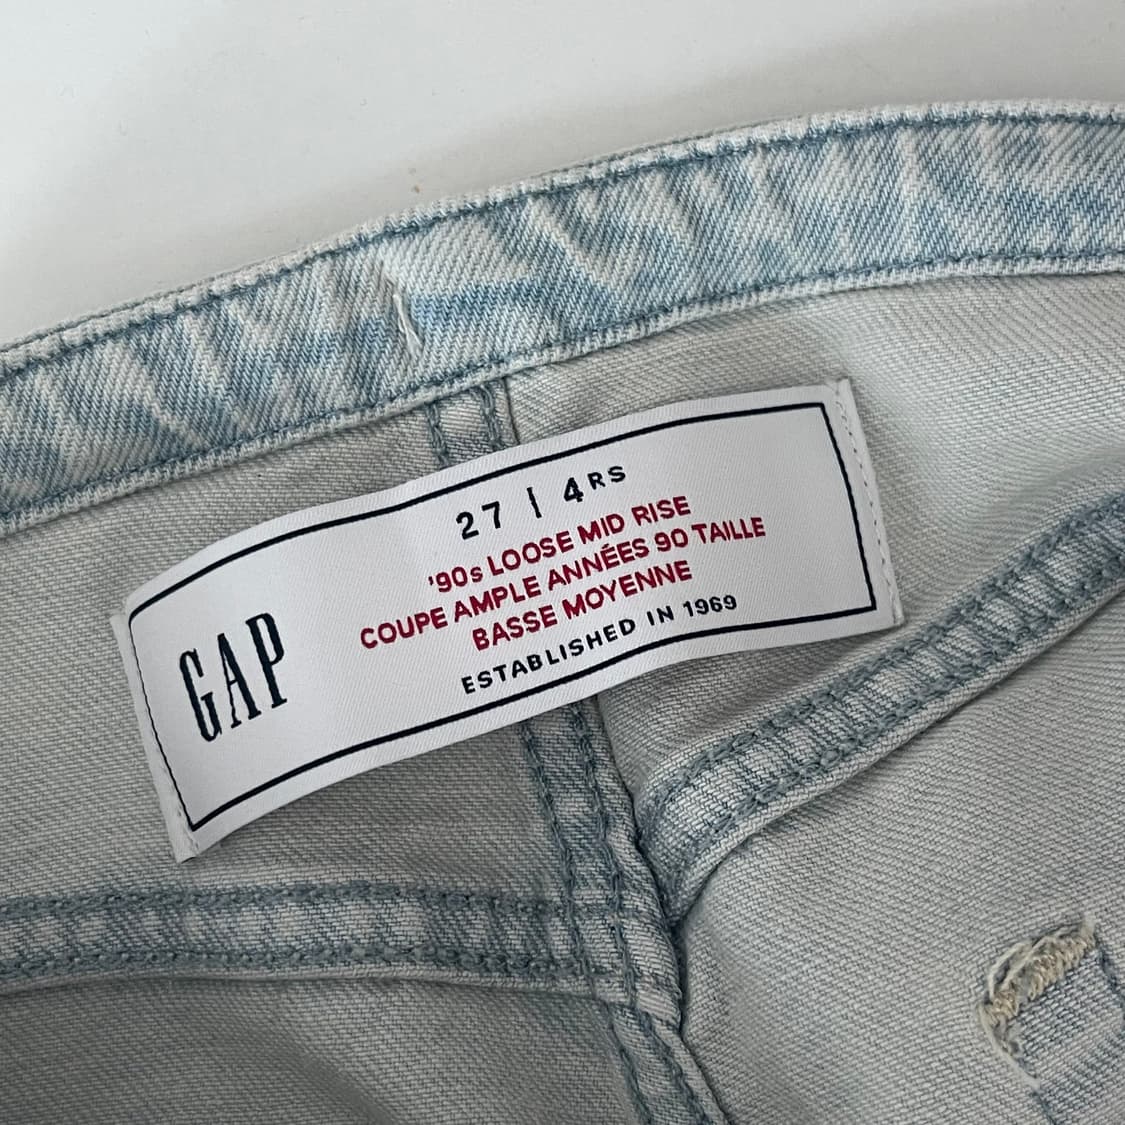 27 | 4RS
'90s LOOSE MID RISE
COUPE AMPLE ANNÉES 90 TAILLE
BASSE MOYENNE
ESTABLISHED IN 1969
GAP